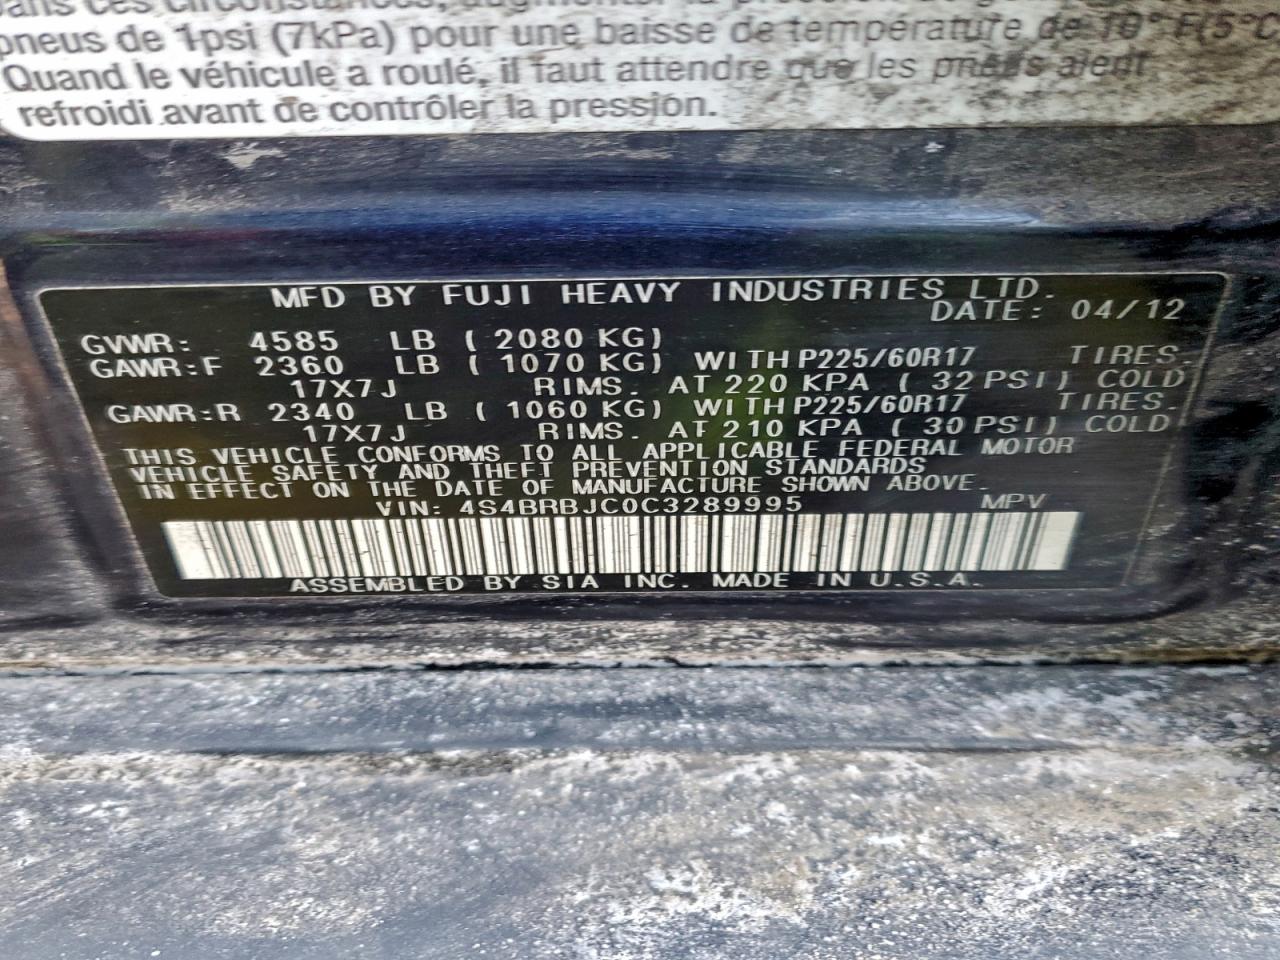 pneus de 1psi (7kPa) pour une baisse de température de 10°F(5°C
Quand le véhicule a roulé, il faut attendre que les pneus aient
refroidi avant de contrôler la pression.
MFD BY FUJI HEAVY INDUSTRIES LTD.
DATE: 04/12
GVWR: 4585 LB ( 2080 KG)
GAWR:F 2360 LB ( 1070 KG) WITH P225/60R17 TIRES.
17X7J RIMS. AT 220 KPA ( 32 PSI) COLD
GAWR:R 2340 LB ( 1060 KG) WITH P225/60R17 TIRES.
17X7J RIMS. AT 210 KPA ( 30 PSI) COLD
THIS VEHICLE CONFORMS TO ALL APPLICABLE FEDERAL MOTOR
VEHICLE SAFETY AND THEFT PREVENTION STANDARDS
IN EFFECT ON THE DATE OF MANUFACTURE SHOWN ABOVE.
VIN: 4S4BRBJC0C3289995 MPV
ASSEMBLED BY SIA INC. MADE IN U.S.A.